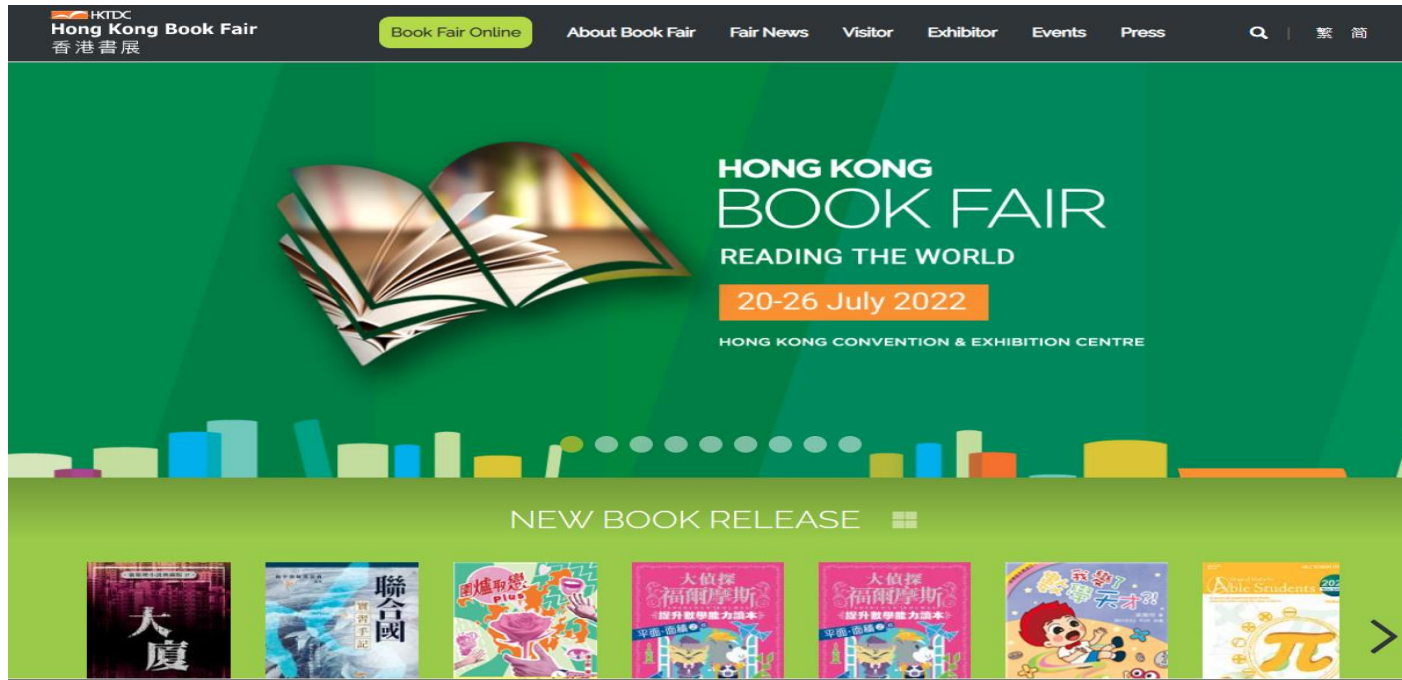 HKTDC
Hong Kong Book Fair
香港書展
Book Fair Online
About Book Fair
Fair News
Visitor
Exhibitor
Events
Press
繁
简
HONG KONG
BOOK FAIR
READING THE WORLD
20-26 July 2022
HONG KONG CONVENTION & EXHIBITION CENTRE
NEW BOOK RELEASE
大廈
聯合國
實習手記
圍爐取戀
Plus
大偵探
福爾摩斯
提升數學能力讀本
平面·面積
大偵探
福爾摩斯
提升數學能力讀本
平面·面積
數學
天才
Able Students
π